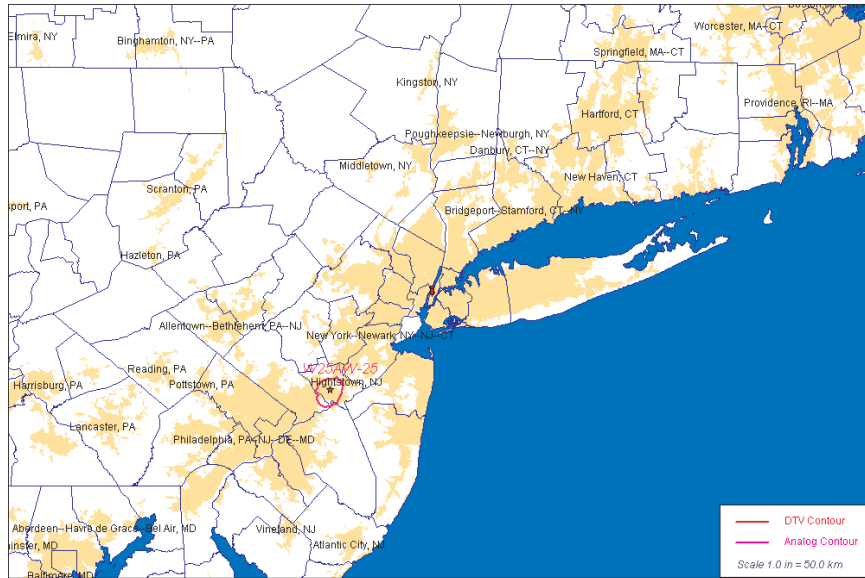 Elmira, NY
Binghamton, NY--PA
Worcester, MA--CT
Springfield, MA--CT
Kingston, NY
Providence, RI--MA
Hartford, CT
Poughkeepsie--Newburgh, NY
Danbury, CT--NY
Middletown, NY
New Haven, CT
Scranton, PA
sport, PA
Bridgeport--Stamford, CT--NY
Hazleton, PA
Allentown--Bethlehem, PA--NJ
New York--Newark, NY--NJ--CT
W25AW-25
Reading, PA
Hightstown, NJ
Harrisburg, PA
Pottstown, PA
Lancaster, PA
Philadelphia, PA--NJ--DE--MD
Aberdeen--Havre de Grace--Bel Air, MD
Vineland, NJ
Atlantic City, NJ
minster, MD
Baltimore, MD
DTV Contour
Analog Contour
Scale 1.0 in = 50.0 km